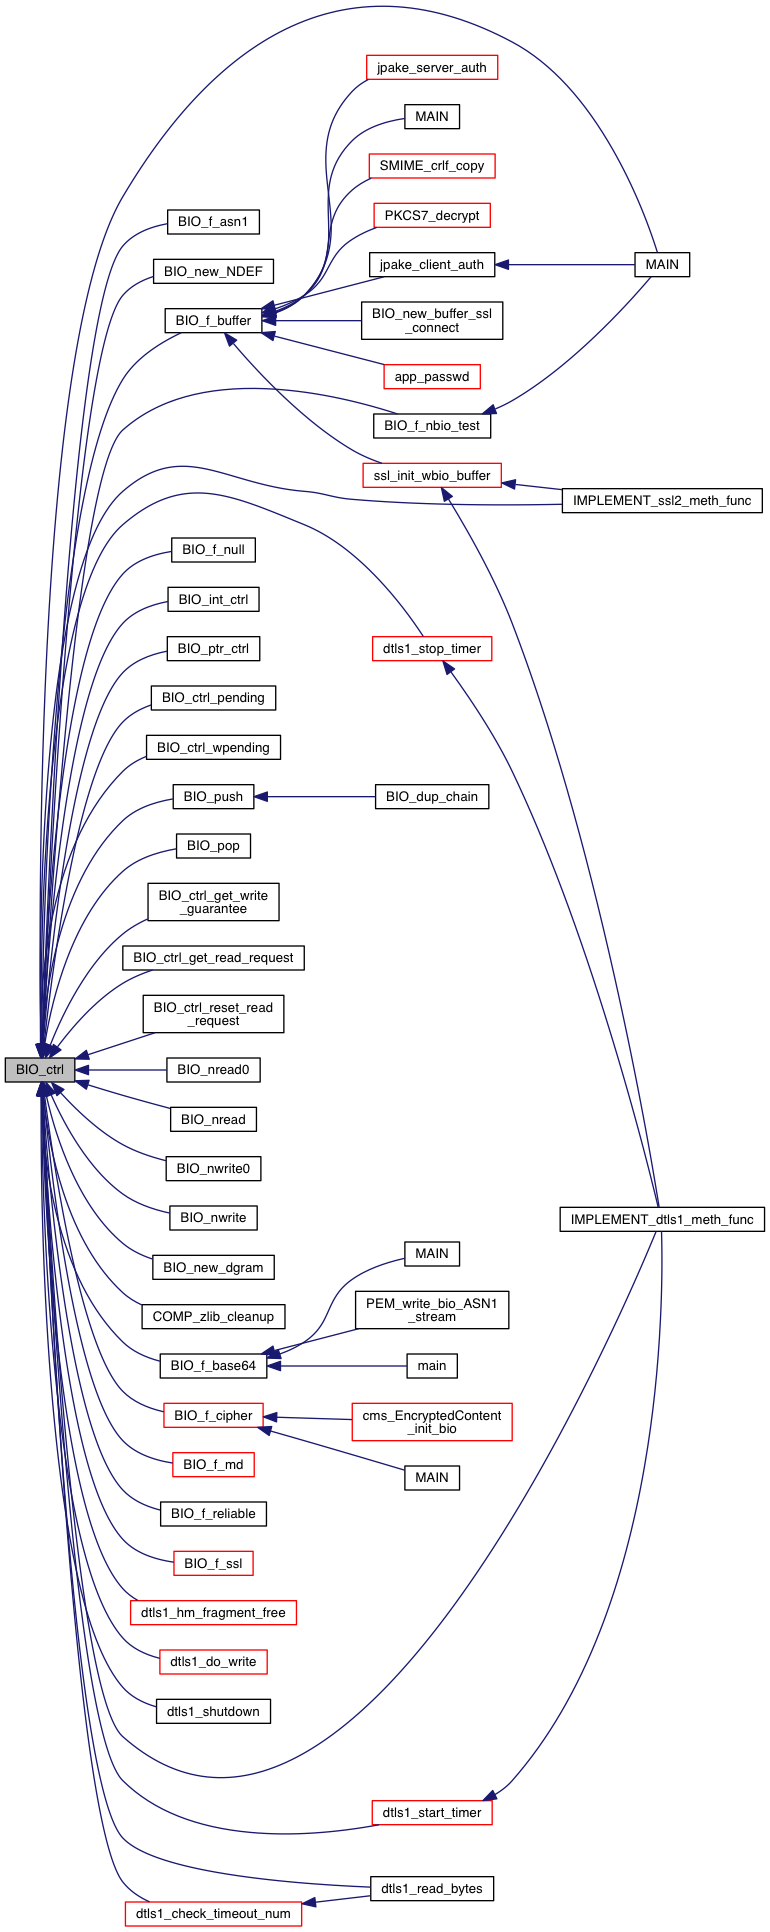 jpake_server_auth
MAIN
SMIME_crlf_copy
BIO_f_asn1
PKCS7_decrypt
BIO_new_NDEF
jpake_client_auth
MAIN
BIO_f_buffer
BIO_new_buffer_ssl
_connect
app_passwd
BIO_f_nbio_test
ssl_init_wbio_buffer
IMPLEMENT_ssl2_meth_func
BIO_f_null
BIO_int_ctrl
BIO_ptr_ctrl
dtls1_stop_timer
BIO_ctrl_pending
BIO_ctrl_wpending
BIO_push
BIO_dup_chain
BIO_pop
BIO_ctrl_get_write
_guarantee
BIO_ctrl_get_read_request
BIO_ctrl_reset_read
_request
BIO_ctrl
BIO_nread0
BIO_nread
BIO_nwrite0
BIO_nwrite
IMPLEMENT_dtls1_meth_func
BIO_new_dgram
MAIN
COMP_zlib_cleanup
PEM_write_bio_ASN1
_stream
BIO_f_base64
main
BIO_f_cipher
cms_EncryptedContent
_init_bio
BIO_f_md
MAIN
BIO_f_reliable
BIO_f_ssl
dtls1_hm_fragment_free
dtls1_do_write
dtls1_shutdown
dtls1_start_timer
dtls1_read_bytes
dtls1_check_timeout_num